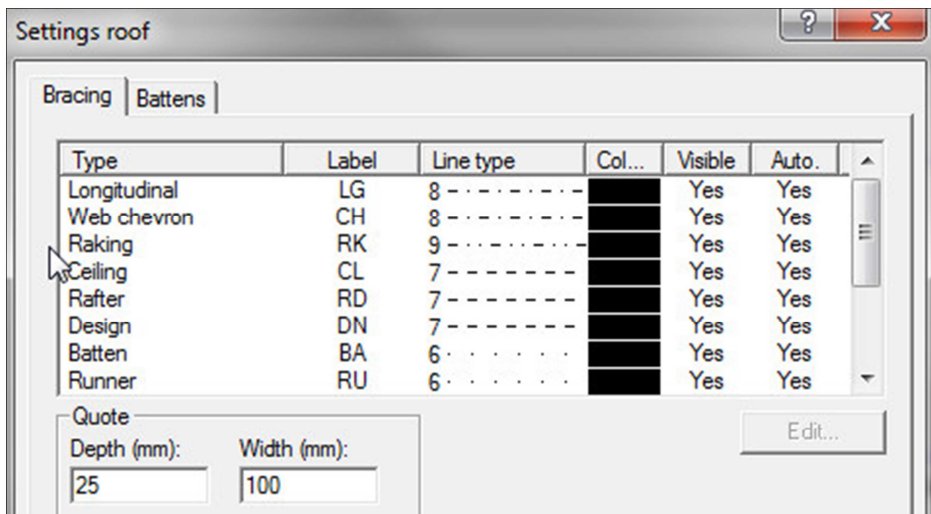 Settings roof ? X
Bracing Battens
Type Label Line type Col... Visible Auto.
Longitudinal LG 8 Yes Yes
Web chevron CH 8 Yes Yes
Raking RK 9 Yes Yes
Ceiling CL 7 Yes Yes
Rafter RD 7 Yes Yes
Design DN 7 Yes Yes
Batten BA 6 Yes Yes
Runner RU 6 Yes Yes
Quote
Edit...
Depth (mm): Width (mm):
25 100